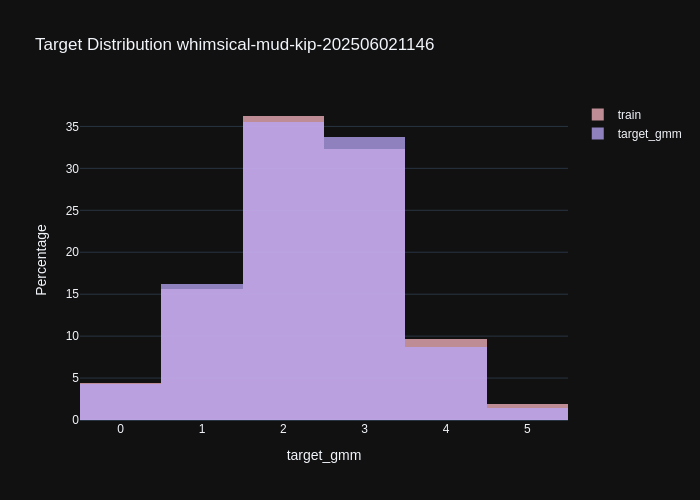 Target Distribution whimsical-mud-kip-202506021146
train
target_gmm
35
30
25
20
15
10
5
0
Percentage
0 1 2 3 4 5
target_gmm